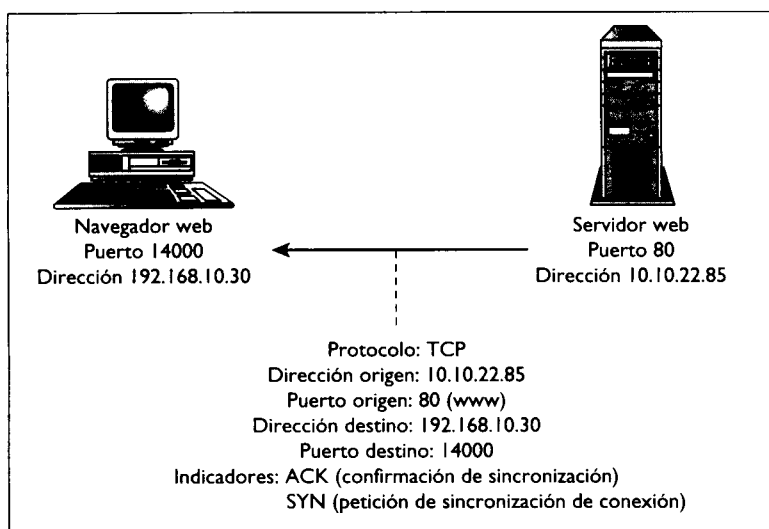 Navegador web
Puerto 14000
Dirección 192.168.10.30
Servidor web
Puerto 80
Dirección 10.10.22.85
Protocolo: TCP
Dirección origen: 10.10.22.85
Puerto origen: 80 (www)
Dirección destino: 192.168.10.30
Puerto destino: 14000
Indicadores: ACK (confirmación de sincronización)
SYN (petición de sincronización de conexión)